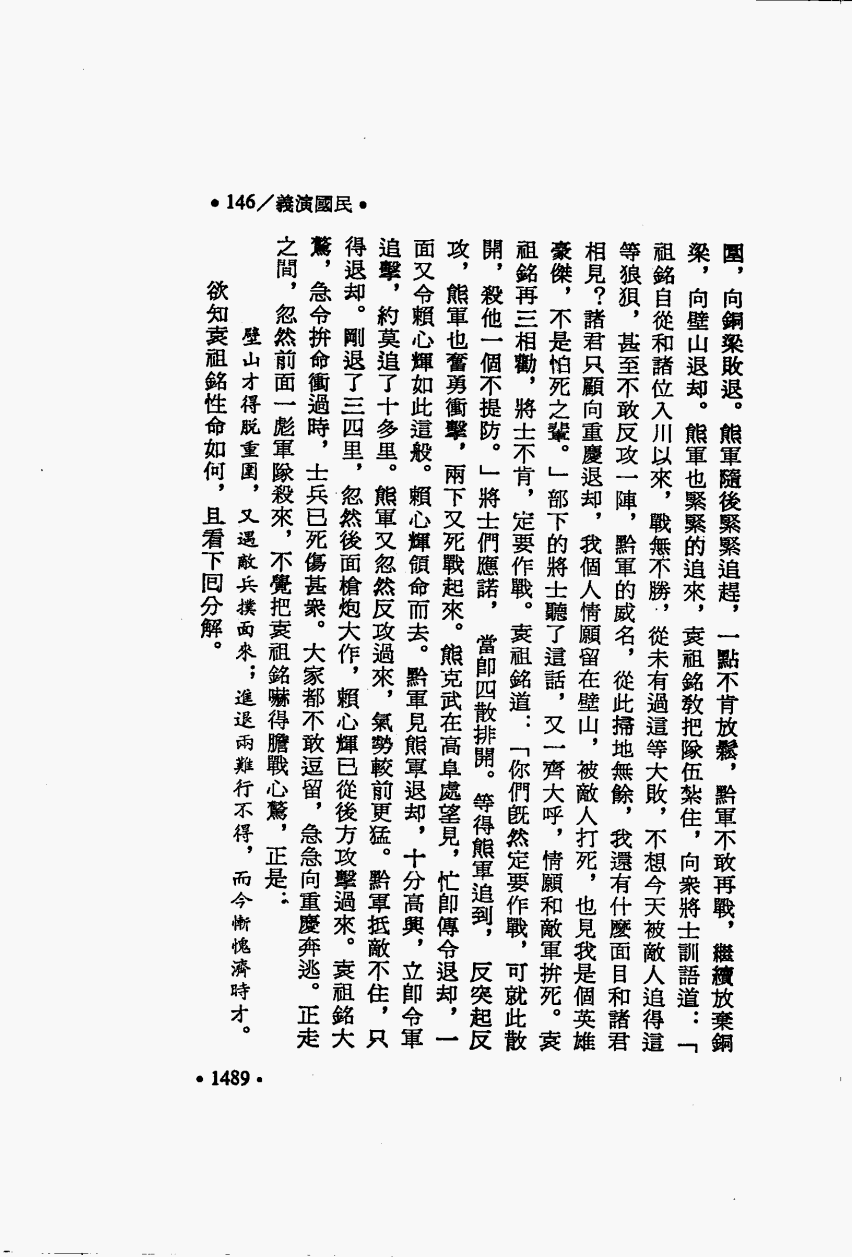 •146／義演國民•
圍，向銅梁敗退。熊軍隨後緊緊追趕，一點不肯放鬆，黔軍不敢再戰，繼續放棄銅
梁，向壁山退却。熊軍也緊緊的追來，袁祖銘教把隊伍紮住，向衆將士訓話道：「
祖銘自從和諸位入川以來，戰無不勝，從未有過這等大敗，不想今天被敵人追得這
等狼狽，甚至不敢反攻一陣，黔軍的威名，從此掃地無餘，我還有什麼面目和諸君
相見？諸君只顧向重慶退却，我個人情願留在壁山，被敵人打死，也見我是個英雄
豪傑，不是怕死之輩。」部下的將士聽了這話，又一齊大呼，情願和敵軍拚死。袁
祖銘再三相勸，將士不肯，定要作戰。袁祖銘道：「你們旣然定要作戰，可就此散
開，殺他一個不提防。」將士們應諾，當卽四散排開。等得熊軍追到，反突起反
攻，熊軍也奮勇衝擊，兩下又死戰起來。熊克武在高阜處望見，忙卽傳令退却，一
面又令賴心輝如此這般。賴心輝領命而去。黔軍見熊軍退却，十分高興，立卽令軍
追擊，約莫追了十多里。熊軍又忽然反攻過來，氣勢較前更猛。黔軍抵敵不住，只
得退却。剛退了三四里，忽然後面槍炮大作，賴心輝已從後方攻擊過來。袁祖銘大
驚，急令拚命衝過時，士兵已死傷甚衆。大家都不敢逗留，急急向重慶奔逃。正走
之間，忽然前面一彪軍隊殺來，不覺把袁祖銘嚇得膽戰心驚，正是：
壁山才得脫重圍，又遇敵兵撲面來；進退兩難行不得，而今慚愧濟時才。
欲知袁祖銘性命如何，且看下回分解。
•1489•